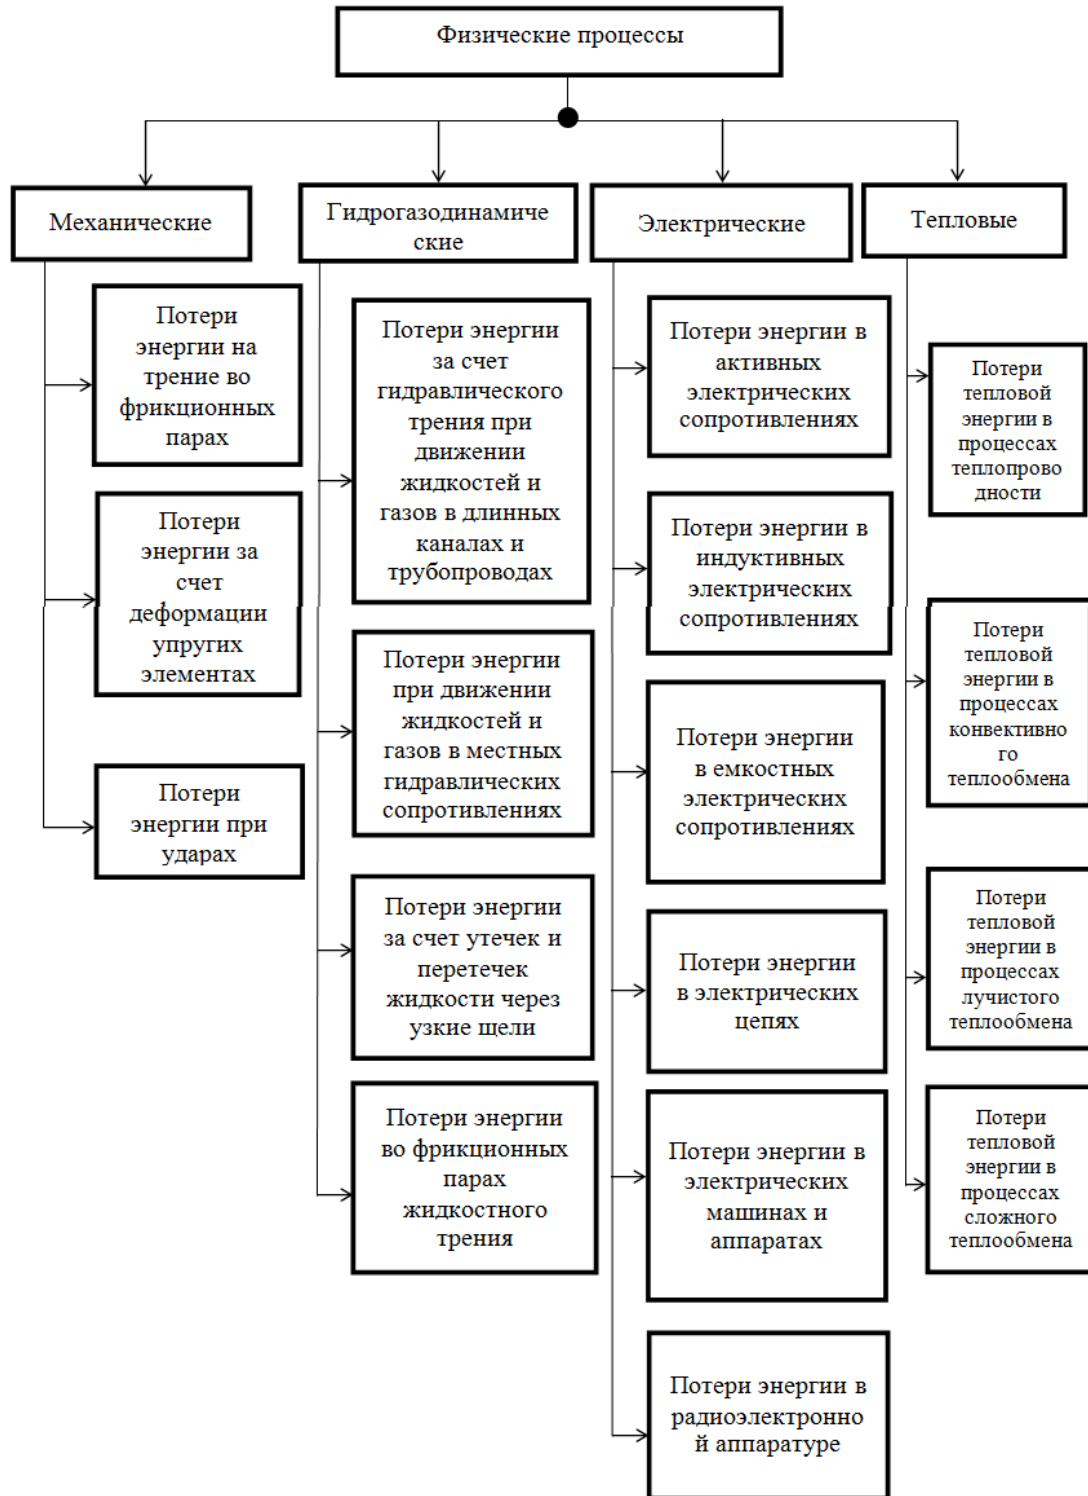 Физические процессы
Механические
Гидрогазодинамиче
ские
Электрические
Тепловые
Потери
энергии на
трение во
фрикционных
парах
Потери
энергии за
счет
деформации
упругих
элементах
Потери
энергии при
ударах
Потери энергии
за счет
гидравлического
трения при
движении
жидкостей и
газов в длинных
каналах и
трубопроводах
Потери энергии
при движении
жидкостей и
газов в местных
гидравлических
сопротивлениях
Потери энергии
за счет утечек и
перетечек
жидкости через
узкие щели
Потери энергии
во фрикционных
парах
жидкостного
трения
Потери энергии в
активных
электрических
сопротивлениях
Потери энергии в
индуктивных
электрических
сопротивлениях
Потери энергии
в емкостных
электрических
сопротивлениях
Потери энергии
в электрических
цепях
Потери энергии в
электрических
машинах и
аппаратах
Потери энергии в
радиоэлектронно
й аппаратуре
Потери
тепловой
энергии в
процессах
теплопрово
дности
Потери
тепловой
энергии в
процессах
конвективно
го
теплообмена
Потери
тепловой
энергии в
процессах
лучистого
теплообмена
Потери
тепловой
энергии в
процессах
сложного
теплообмена